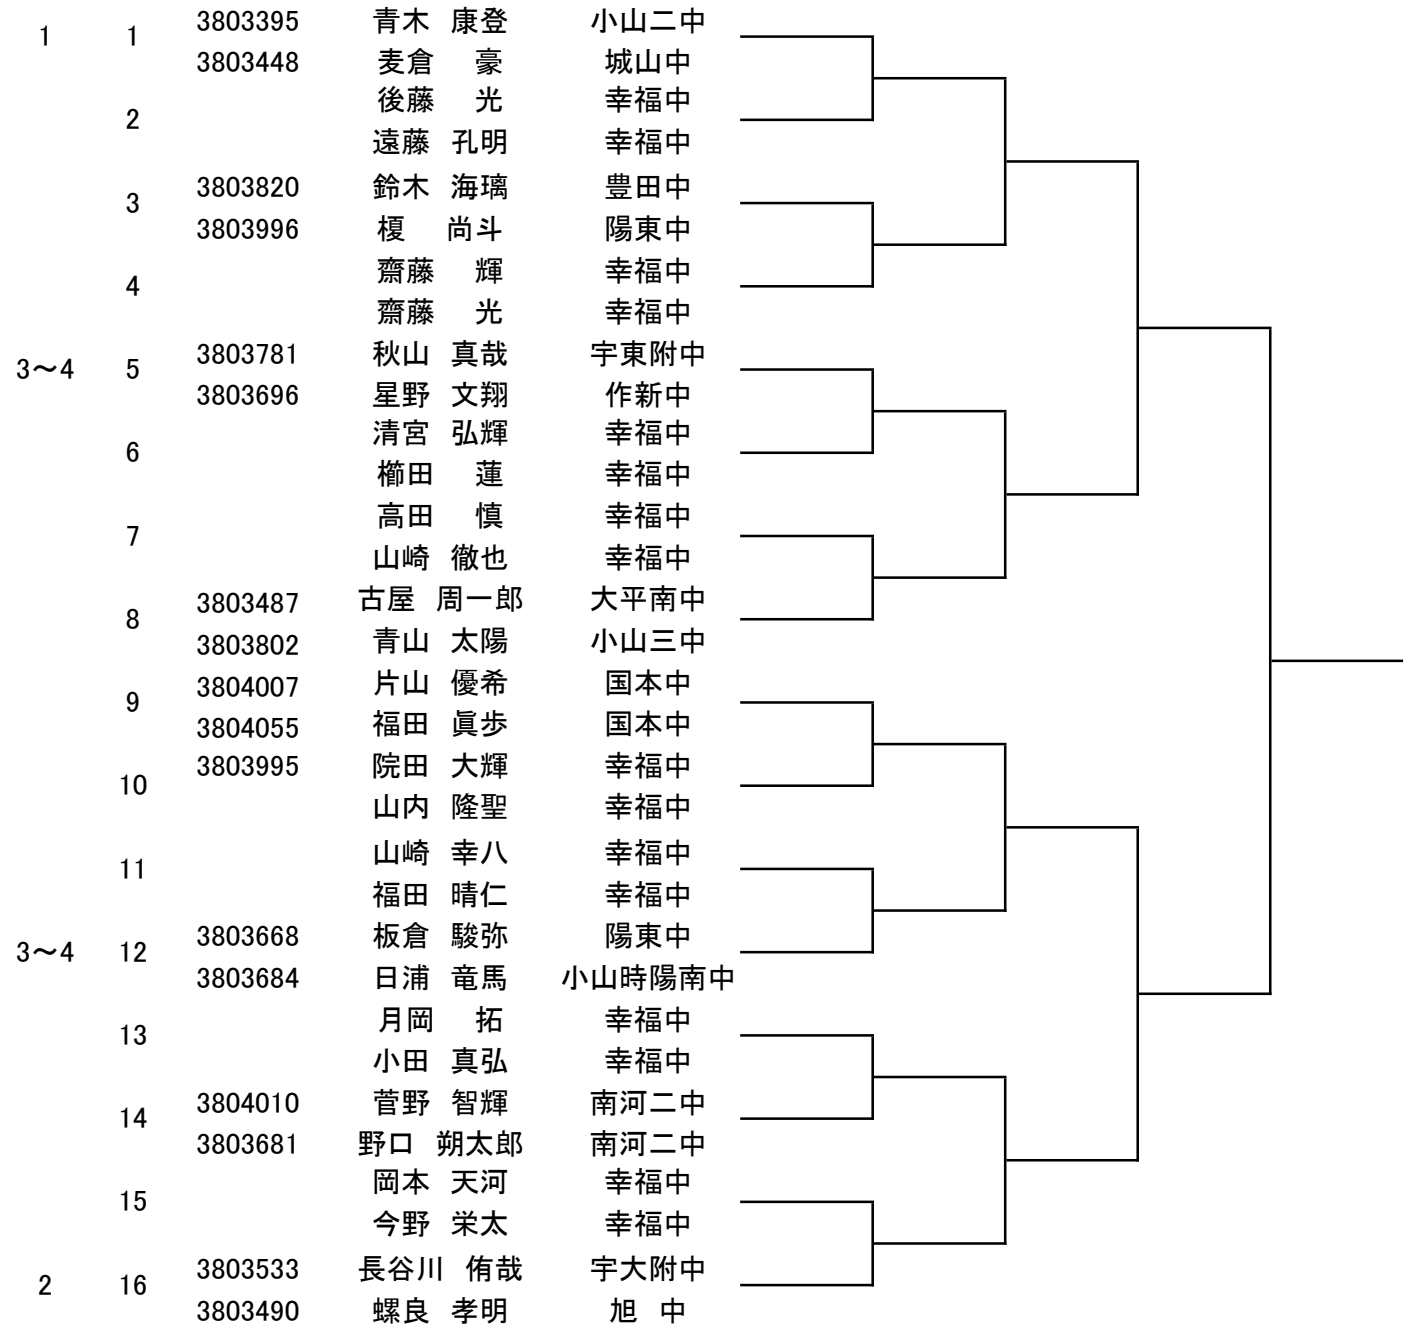 1 1 3803395 青木 康登 小山二中
3803448 麦倉 豪 城山中
2 後藤 光 幸福中
遠藤 孔明 幸福中
3 3803820 鈴木 海璃 豊田中
3803996 榎 尚斗 陽東中
4 齋藤 輝 幸福中
齋藤 光 幸福中
3～4 5 3803781 秋山 真哉 宇東附中
3803696 星野 文翔 作新中
6 清宮 弘輝 幸福中
曛田 蓮 幸福中
7 高田 慎 幸福中
山崎 徹也 幸福中
8 3803487 古屋 周一郎 大平南中
3803802 青山 太陽 小山三中
9 3804007 片山 優希 国本中
3804055 福田 眞歩 国本中
10 3803995 院田 大輝 幸福中
山内 隆聖 幸福中
11 山崎 幸八 幸福中
福田 晴仁 幸福中
3～4 12 3803668 板倉 駿弥 陽東中
3803684 日浦 竜馬 小山時陽南中
13 月岡 拓 幸福中
小田 真弘 幸福中
14 3804010 菅野 智輝 南河二中
3803681 野口 朔太郎 南河二中
15 岡本 天河 幸福中
今野 栄太 幸福中
2 16 3803533 長谷川 侑哉 宇大附中
3803490 螺良 孝明 旭 中